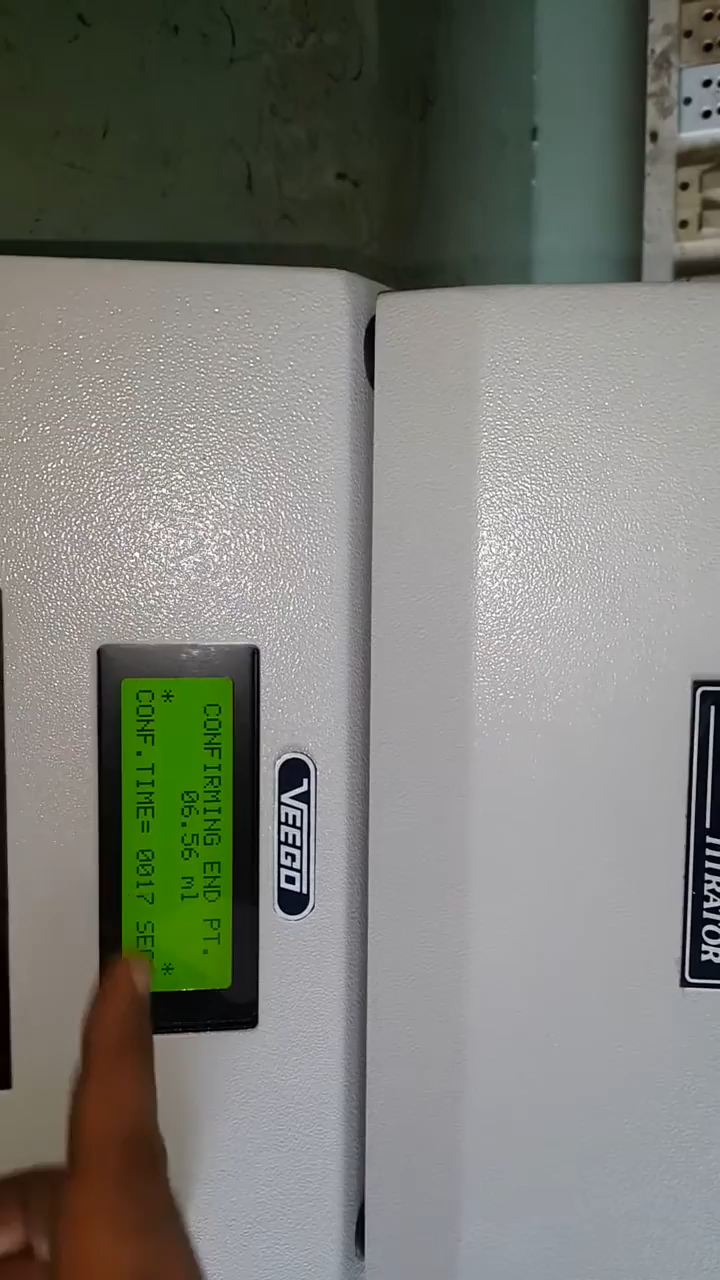 TITRATOR
VEEGO
CONFIRMING END PT.
06.56 ml
* *
CONF.TIME= 0017 SEC